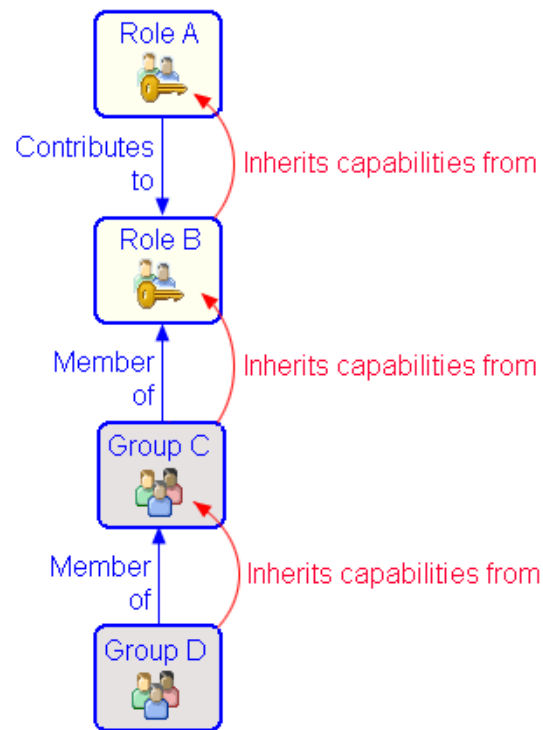 Role A
Contributes
to
Inherits capabilities from
Role B
Member
of
Inherits capabilities from
Group C
Member
of
Inherits capabilities from
Group D